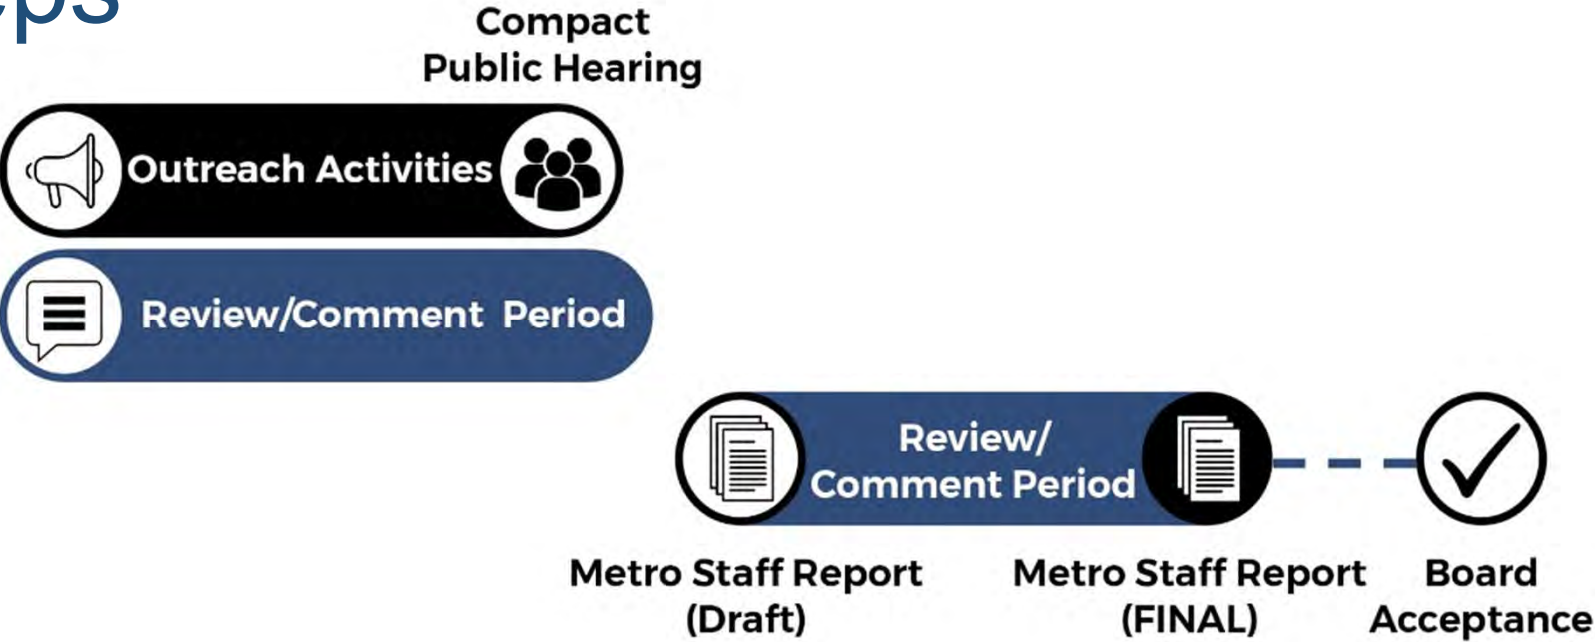 Compact
Public Hearing
Outreach Activities
Review/Comment Period
Review/
Comment Period
Metro Staff Report
(Draft)
Metro Staff Report
(FINAL)
Board
Acceptance